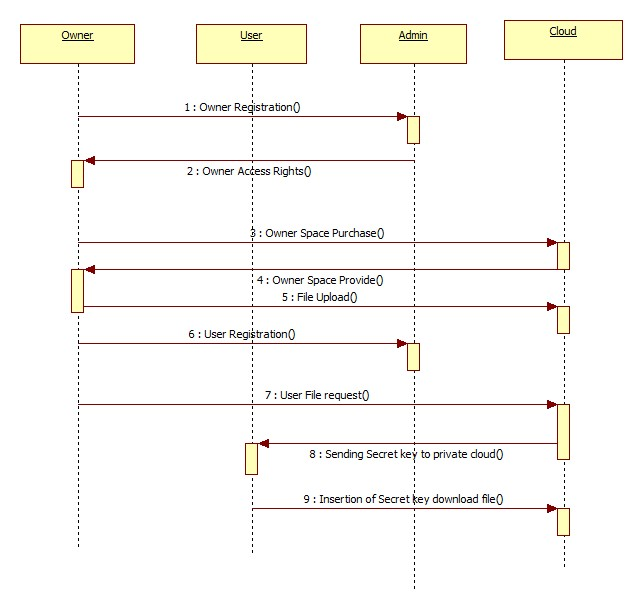 Owner
User
Admin
Cloud
1 : Owner Registration()
2 : Owner Access Rights()
3 : Owner Space Purchase()
4 : Owner Space Provide()
5 : File Upload()
6 : User Registration()
7 : User File request()
8 : Sending Secret key to private cloud()
9 : Insertion of Secret key download file()